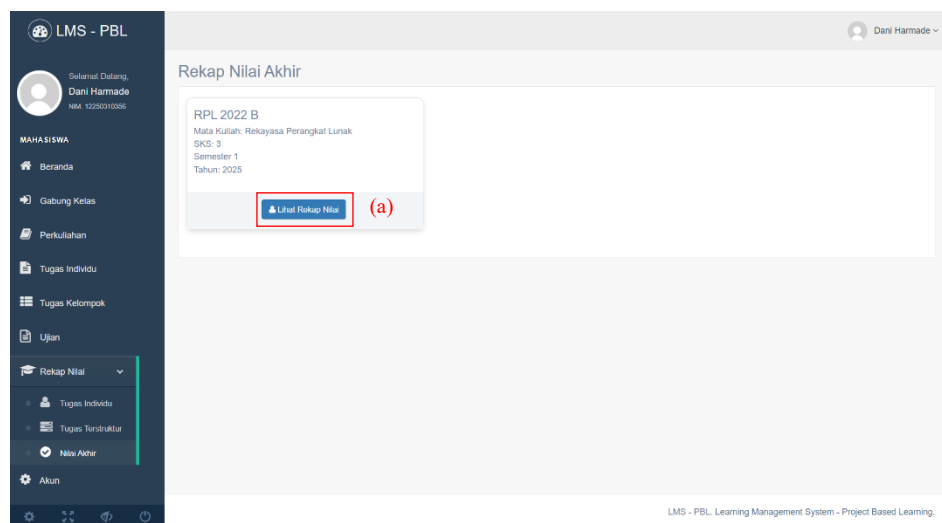 LMS - PBL
Dani Harmade
Selamat Datang,
Dani Harmade
NIM. 12250310356
MAHASISWA
Beranda
Gabung Kelas
Perkuliahan
Tugas Individu
Tugas Kelompok
Ujian
Rekap Nilai
Tugas Individu
Tugas Terstruktur
Nilai Akhir
Akun
Rekap Nilai Akhir
RPL 2022 B
Mata Kuliah: Rekayasa Perangkat Lunak
SKS: 3
Semester 1
Tahun: 2025
Lihat Rekap Nilai
(a)
LMS - PBL. Learning Management System - Project Based Learning.